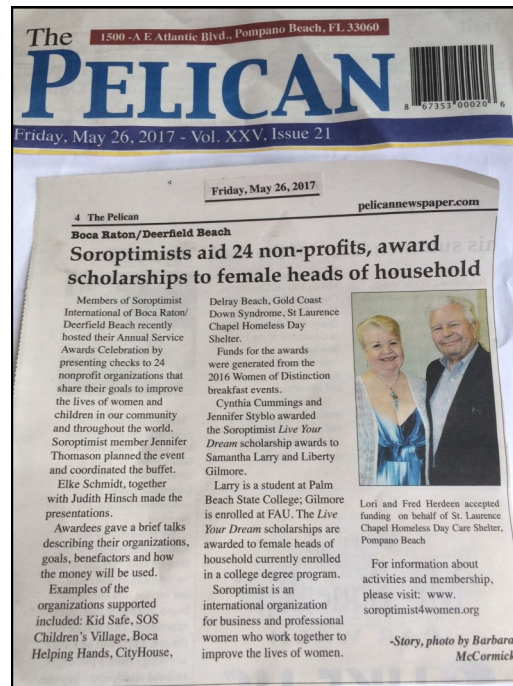 The
1500 -A E Atlantic Blvd., Pompano Beach, FL 33060
PELICAN
8 67353 00020 6
Friday, May 26, 2017 - Vol. XXV, Issue 21
Friday, May 26, 2017
4 The Pelican
pelicannewspaper.com
Boca Raton/Deerfield Beach
Soroptimists aid 24 non-profits, award
scholarships to female heads of household
Members of Soroptimist
International of Boca Raton/
Deerfield Beach recently
hosted their Annual Service
Awards Celebration by
presenting checks to 24
nonprofit organizations that
share their goals to improve
the lives of women and
children in our community
and throughout the world.
Soroptimist member Jennifer
Thomason planned the event
and coordinated the buffet.
Elke Schmidt, together
with Judith Hinsch made the
presentations.
Awardees gave a brief talks
describing their organizations,
goals, benefactors and how
the money will be used.
Examples of the
organizations supported
included: Kid Safe, SOS
Children's Village, Boca
Helping Hands, CityHouse,
Delray Beach, Gold Coast
Down Syndrome, St Laurence
Chapel Homeless Day
Shelter.
Funds for the awards
were generated from the
2016 Women of Distinction
breakfast events.
Cynthia Cummings and
Jennifer Styblo awarded
the Soroptimist Live Your
Dream scholarship awards to
Samantha Larry and Liberty
Gilmore.
Larry is a student at Palm
Beach State College; Gilmore
is enrolled at FAU. The Live
Your Dream scholarships are
awarded to female heads of
household currently enrolled
in a college degree program.
Soroptimist is an
international organization
for business and professional
women who work together to
improve the lives of women.
Lori and Fred Herdeen accepted
funding on behalf of St. Laurence
Chapel Homeless Day Care Shelter,
Pompano Beach
For information about
activities and membership,
please visit: www.
soroptimist4women.org
-Story, photo by Barbara
McCormick